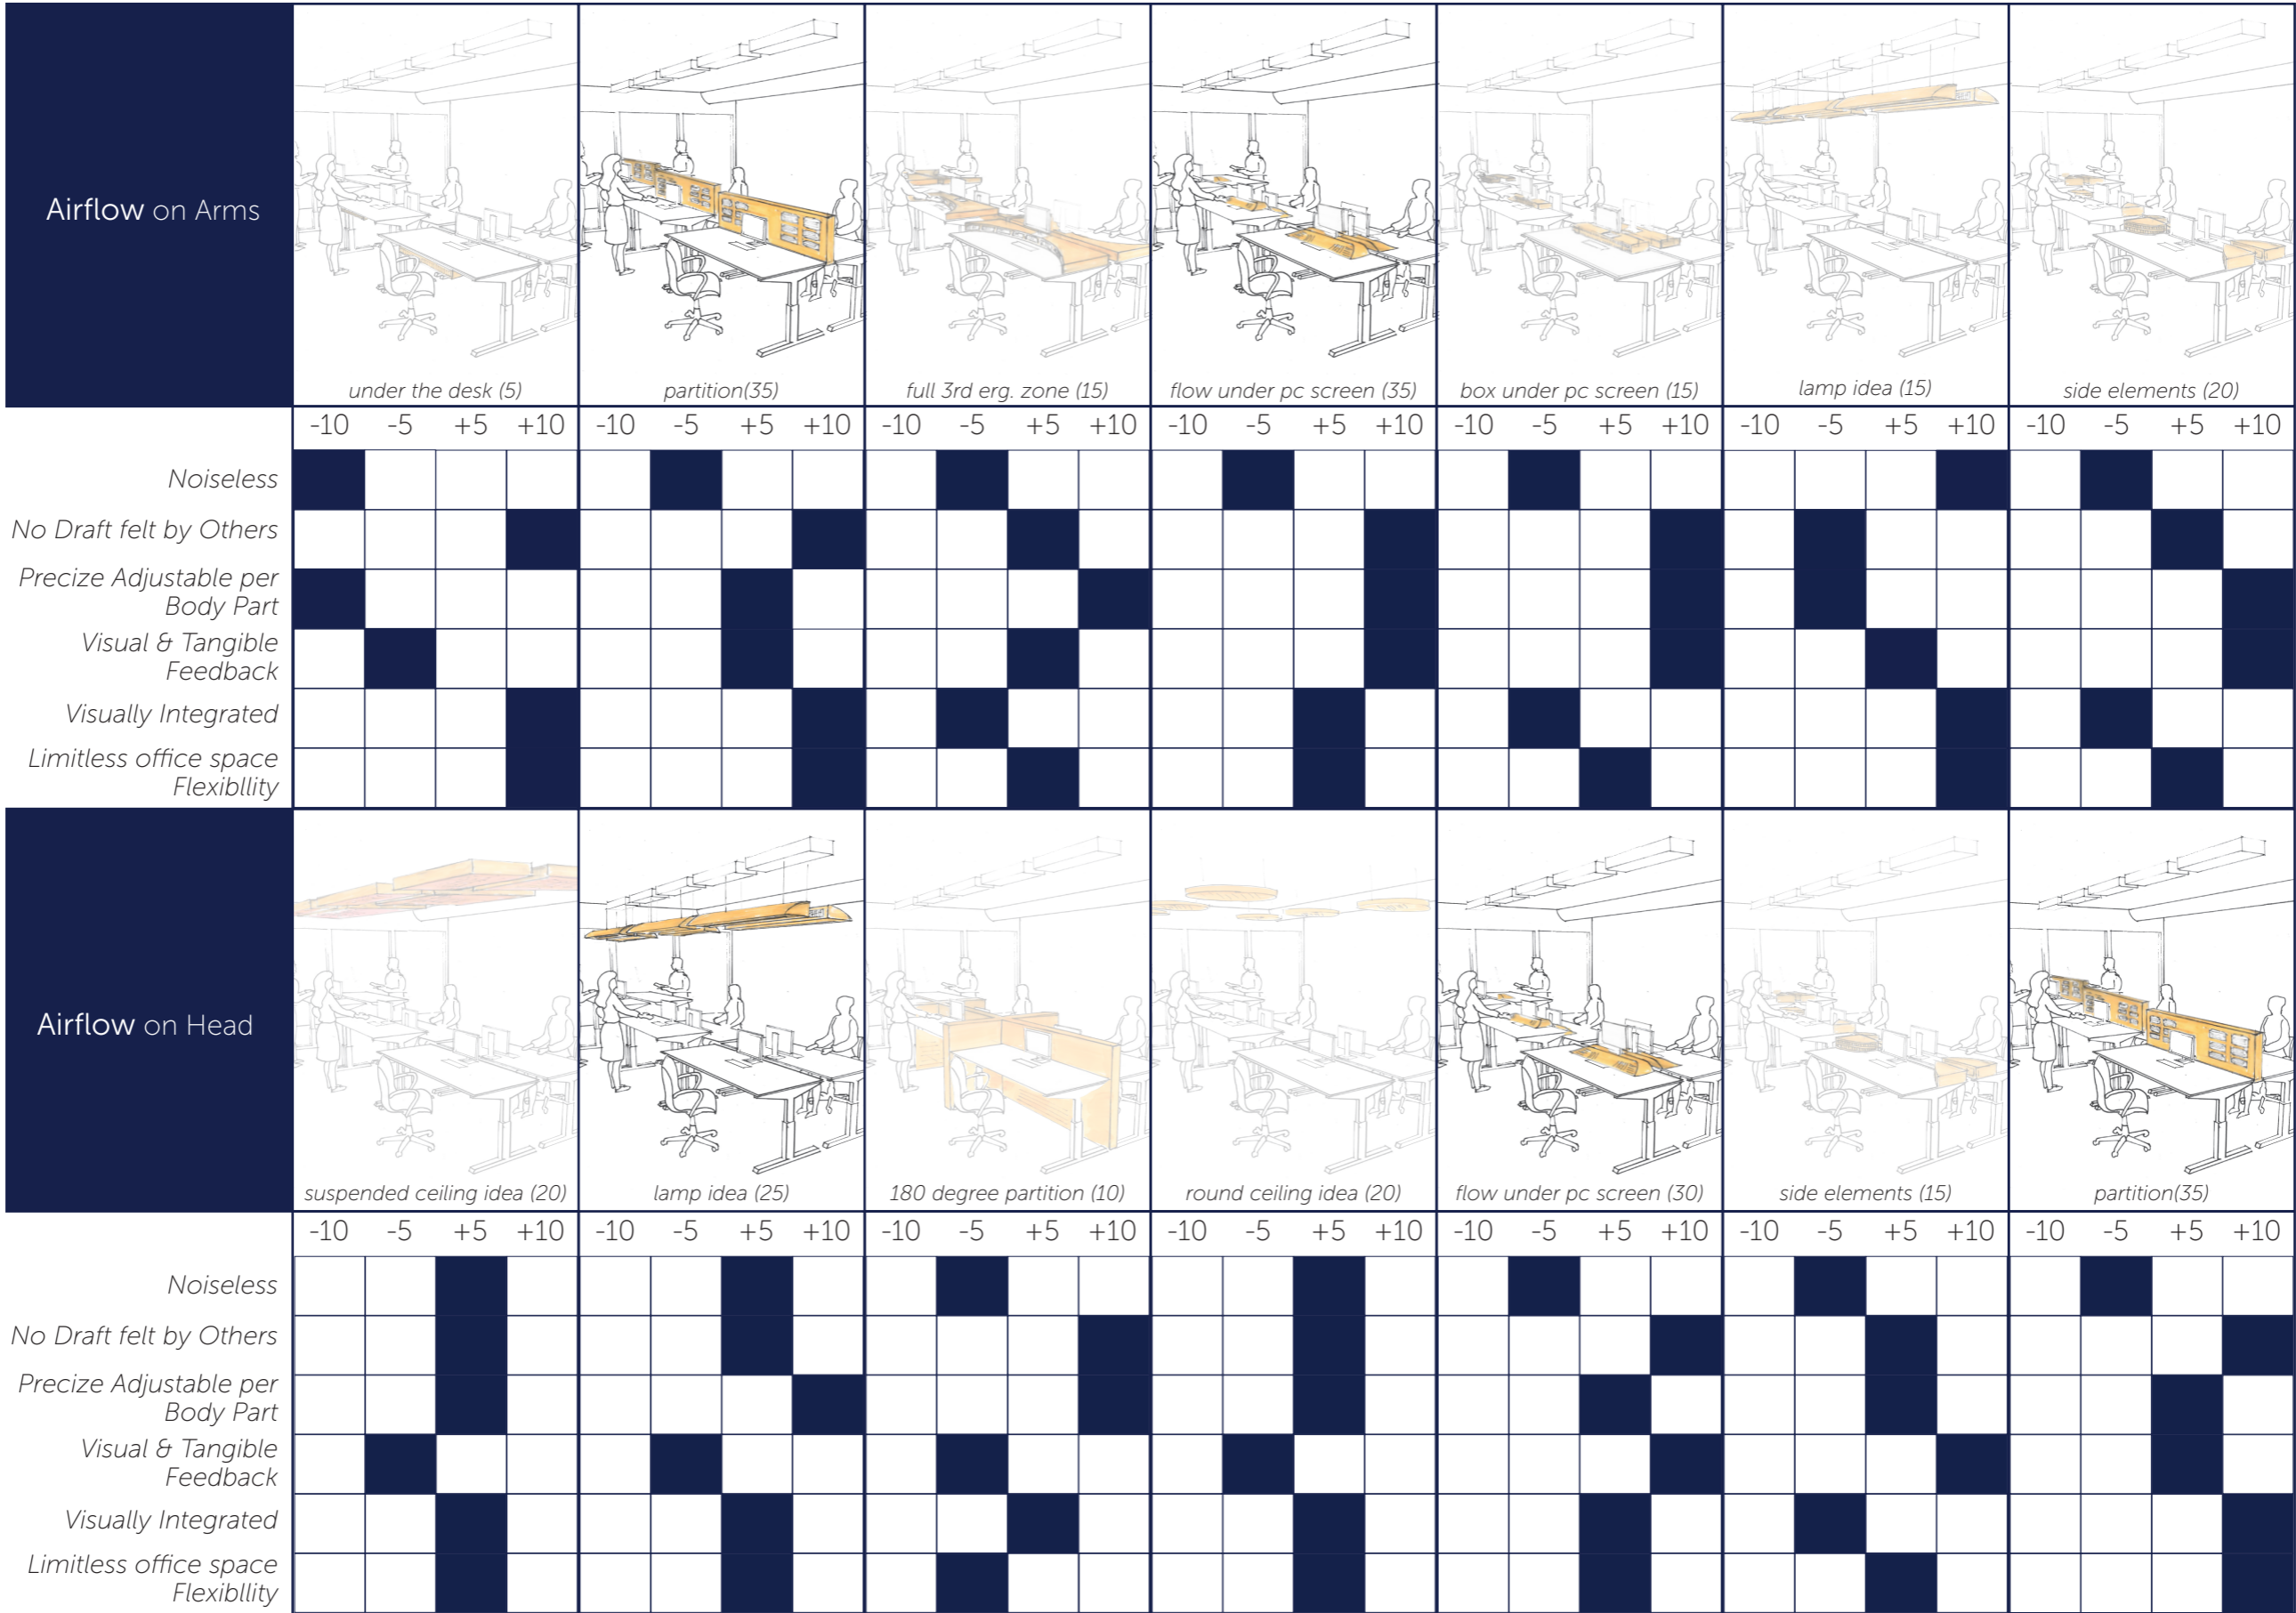 Airflow on Arms
under the desk (5)
partition(35)
full 3rd erg. zone (15)
flow under pc screen (35)
box under pc screen (15)
lamp idea (15)
side elements (20)
-10 -5 +5 +10 -10 -5 +5 +10 -10 -5 +5 +10 -10 -5 +5 +10 -10 -5 +5 +10 -10 -5 +5 +10 -10 -5 +5 +10
Noiseless
No Draft felt by Others
Precize Adjustable per
Body Part
Visual & Tangible
Feedback
Visually Integrated
Limitless office space
Flexibllity
Airflow on Head
suspended ceiling idea (20)
lamp idea (25)
180 degree partition (10)
round ceiling idea (20)
flow under pc screen (30)
side elements (15)
partition(35)
-10 -5 +5 +10 -10 -5 +5 +10 -10 -5 +5 +10 -10 -5 +5 +10 -10 -5 +5 +10 -10 -5 +5 +10 -10 -5 +5 +10
Noiseless
No Draft felt by Others
Precize Adjustable per
Body Part
Visual & Tangible
Feedback
Visually Integrated
Limitless office space
Flexibllity